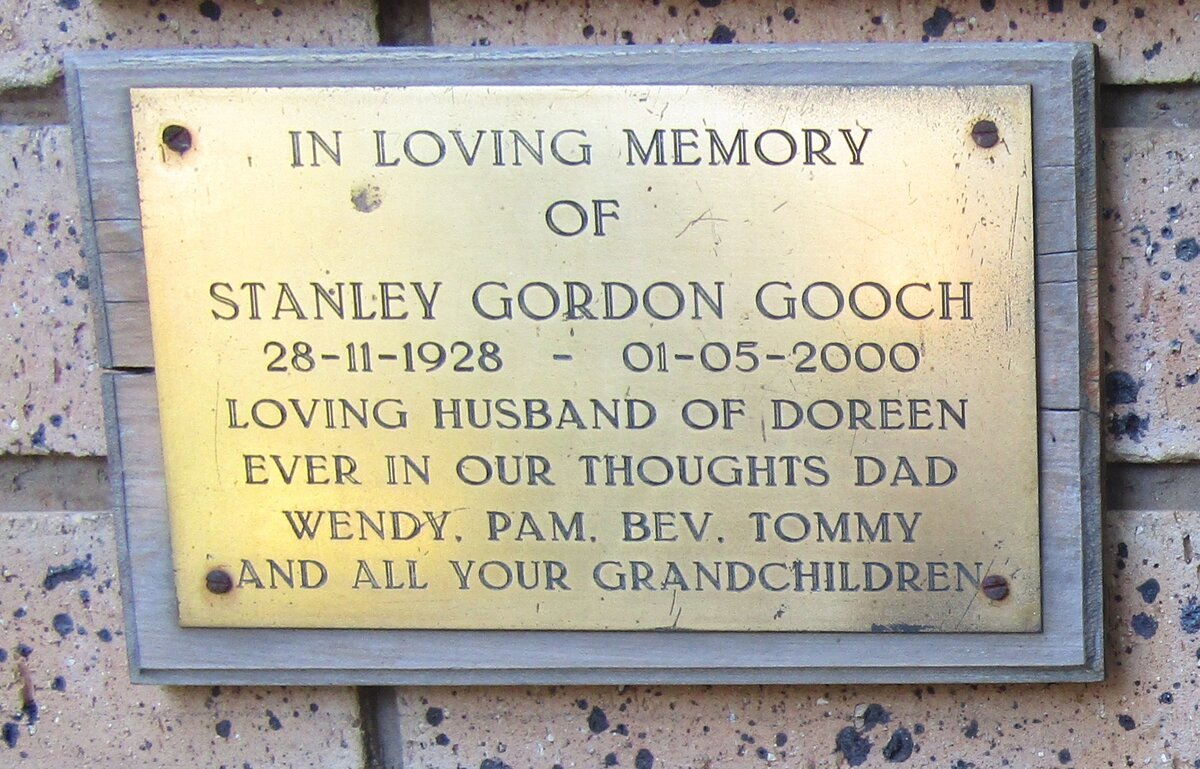 IN LOVING MEMORY
OF
STANLEY GORDON GOOCH
28-11-1928 - 01-05-2000
LOVING HUSBAND OF DOREEN
EVER IN OUR THOUGHTS DAD
WENDY. PAM. BEV. TOMMY
AND ALL YOUR GRANDCHILDREN